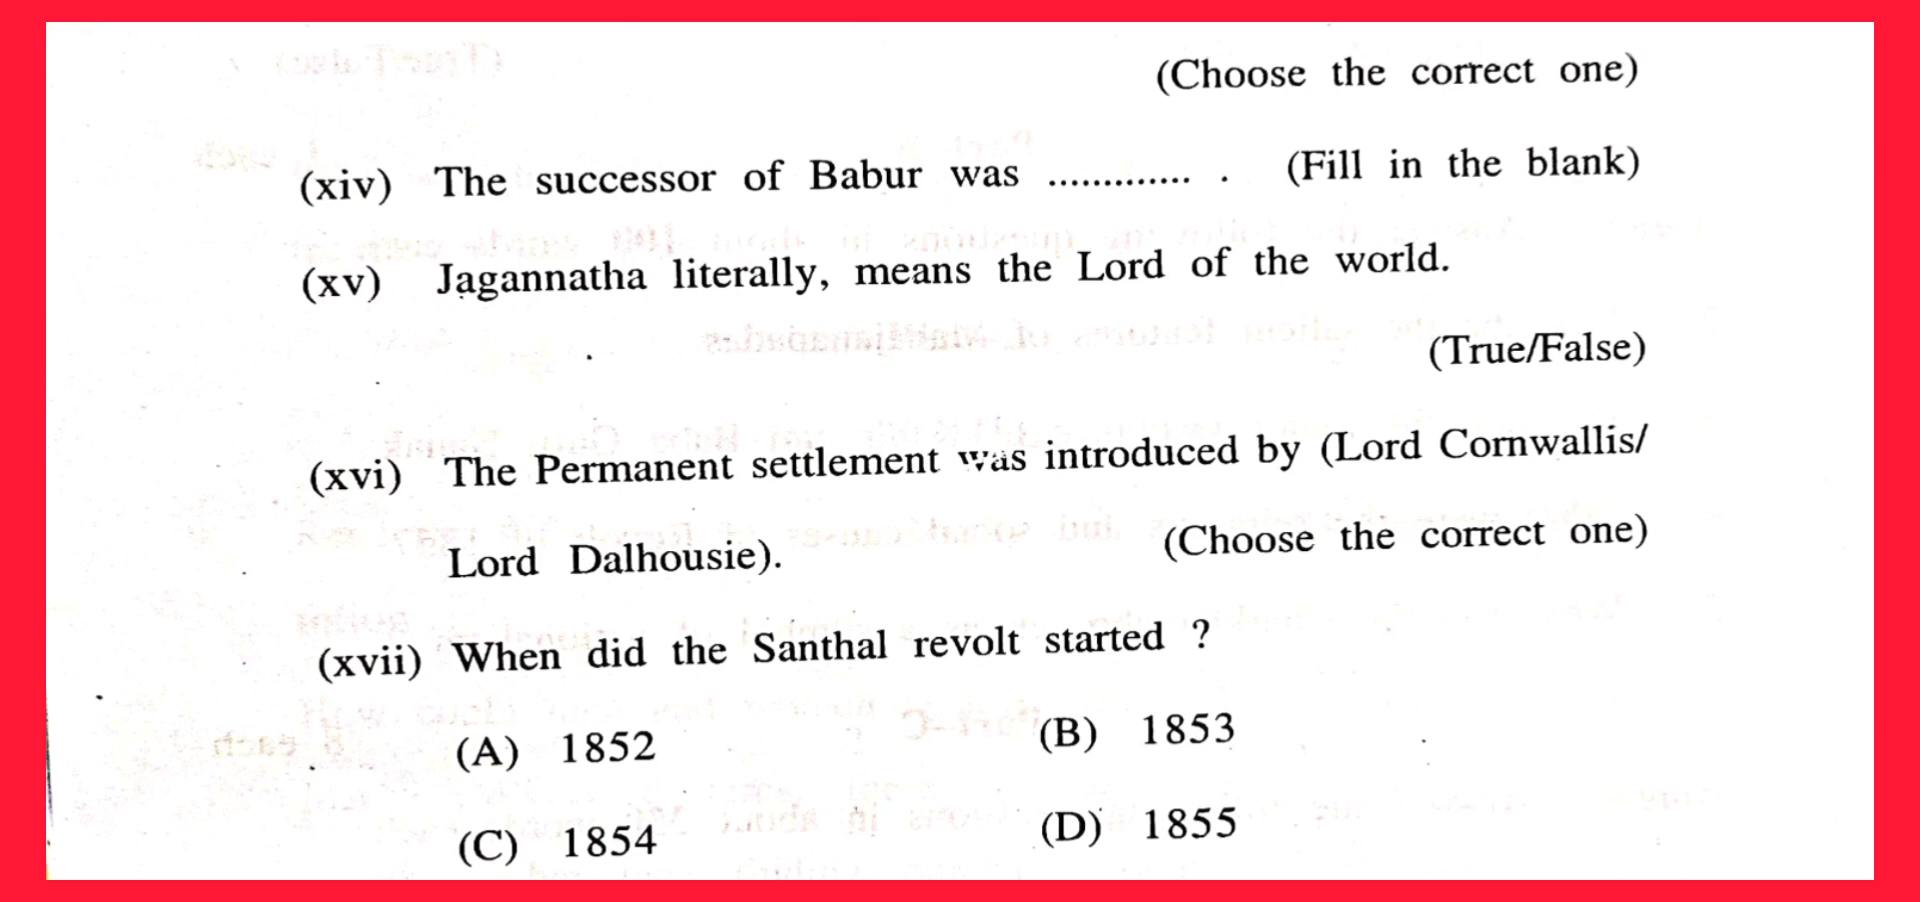 (Choose the correct one)
(xiv) The successor of Babur was ............. . (Fill in the blank)
(xv) Jagannatha literally, means the Lord of the world.
(True/False)
(xvi) The Permanent settlement was introduced by (Lord Cornwallis/
Lord Dalhousie). (Choose the correct one)
(xvii) When did the Santhal revolt started ?
(A) 1852 (B) 1853
(C) 1854 (D) 1855